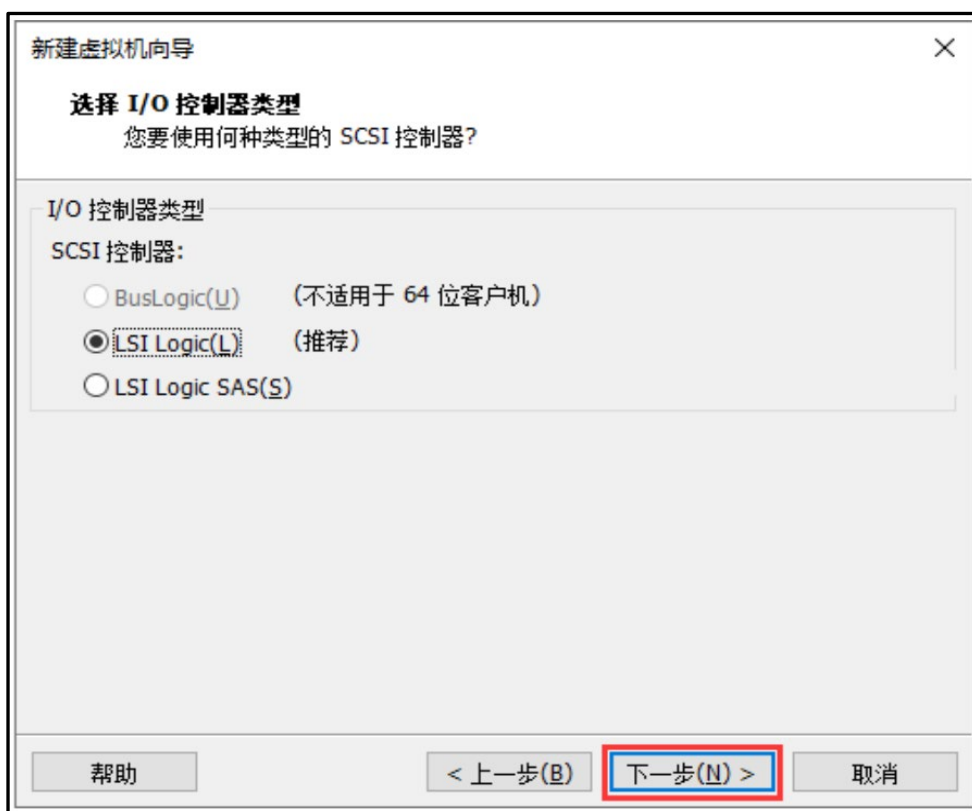 新建虚拟机向导
选择 I/O 控制器类型
您要使用何种类型的 SCSI 控制器?
I/O 控制器类型
SCSI 控制器:
BusLogic(U) (不适用于 64 位客户机)
LSI Logic(L) (推荐)
LSI Logic SAS(S)
帮助 < 上一步(B) 下一步(N) > 取消